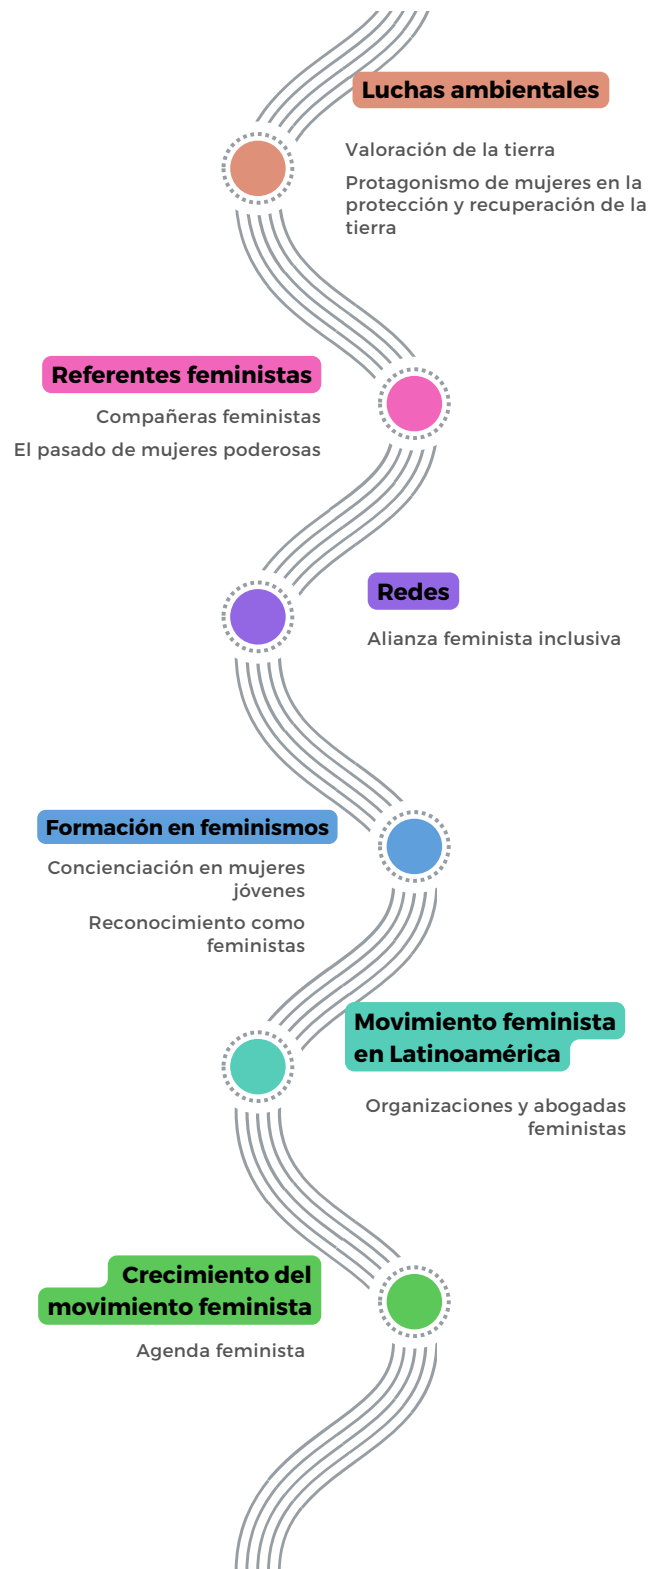 Luchas ambientales
Valoración de la tierra
Protagonismo de mujeres en la
protección y recuperación de la
tierra
Referentes feministas
Compañeras feministas
El pasado de mujeres poderosas
Redes
Alianza feminista inclusiva
Formación en feminismos
Concienciación en mujeres
jóvenes
Reconocimiento como
feministas
Movimiento feminista
en Latinoamérica
Organizaciones y abogadas
feministas
Crecimiento del
movimiento feminista
Agenda feminista